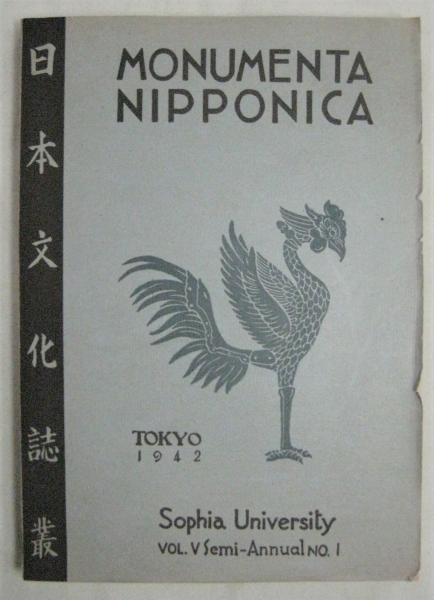 日本文化誌叢
MONUMENTA
NIPPONICA
TOKYO
1942
Sophia University
VOL. V Semi-Annual NO. 1